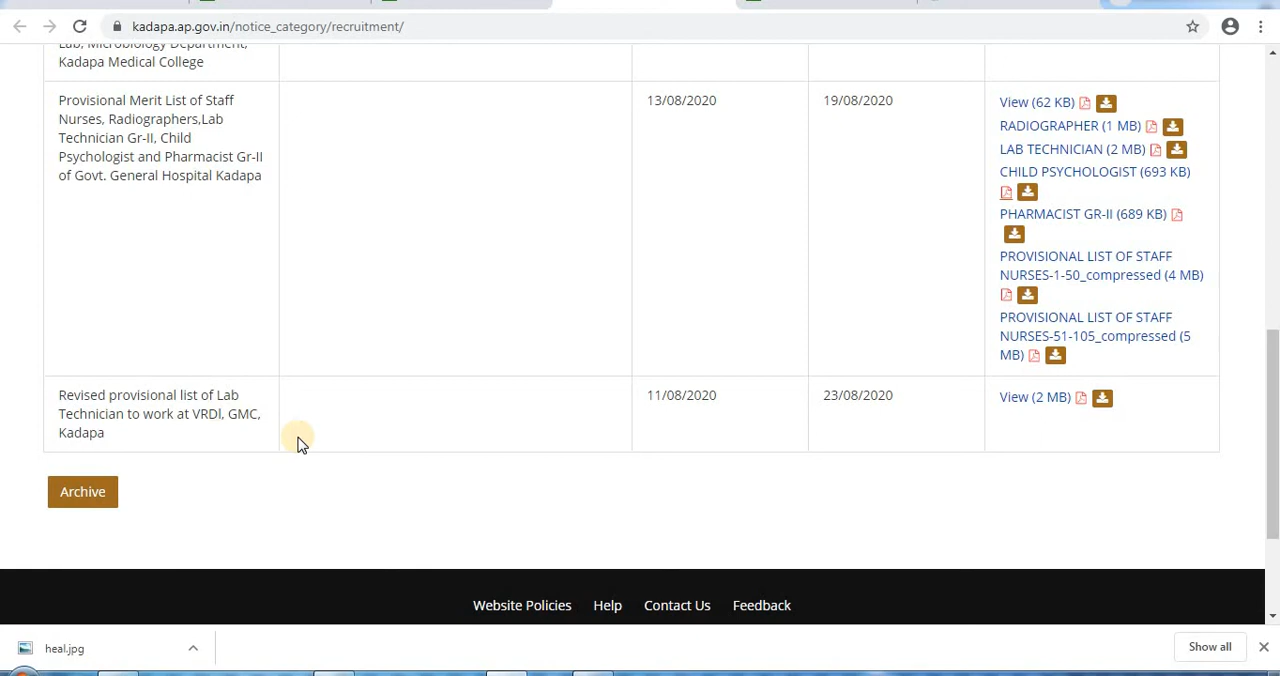 kadapa.ap.gov.in/notice_category/recruitment/
Lab, Microbiology Department,
Kadapa Medical College
Provisional Merit List of Staff
Nurses, Radiographers,Lab
Technician Gr-II, Child
Psychologist and Pharmacist Gr-II
of Govt. General Hospital Kadapa
13/08/2020
19/08/2020
View (62 KB)
RADIOGRAPHER (1 MB)
LAB TECHNICIAN (2 MB)
CHILD PSYCHOLOGIST (693 KB)
PHARMACIST GR-II (689 KB)
PROVISIONAL LIST OF STAFF
NURSES-1-50_compressed (4 MB)
PROVISIONAL LIST OF STAFF
NURSES-51-105_compressed (5
MB)
Revised provisional list of Lab
Technician to work at VRDl, GMC,
Kadapa
11/08/2020
23/08/2020
View (2 MB)
Archive
Website Policies Help Contact Us Feedback
heal.jpg
Show all